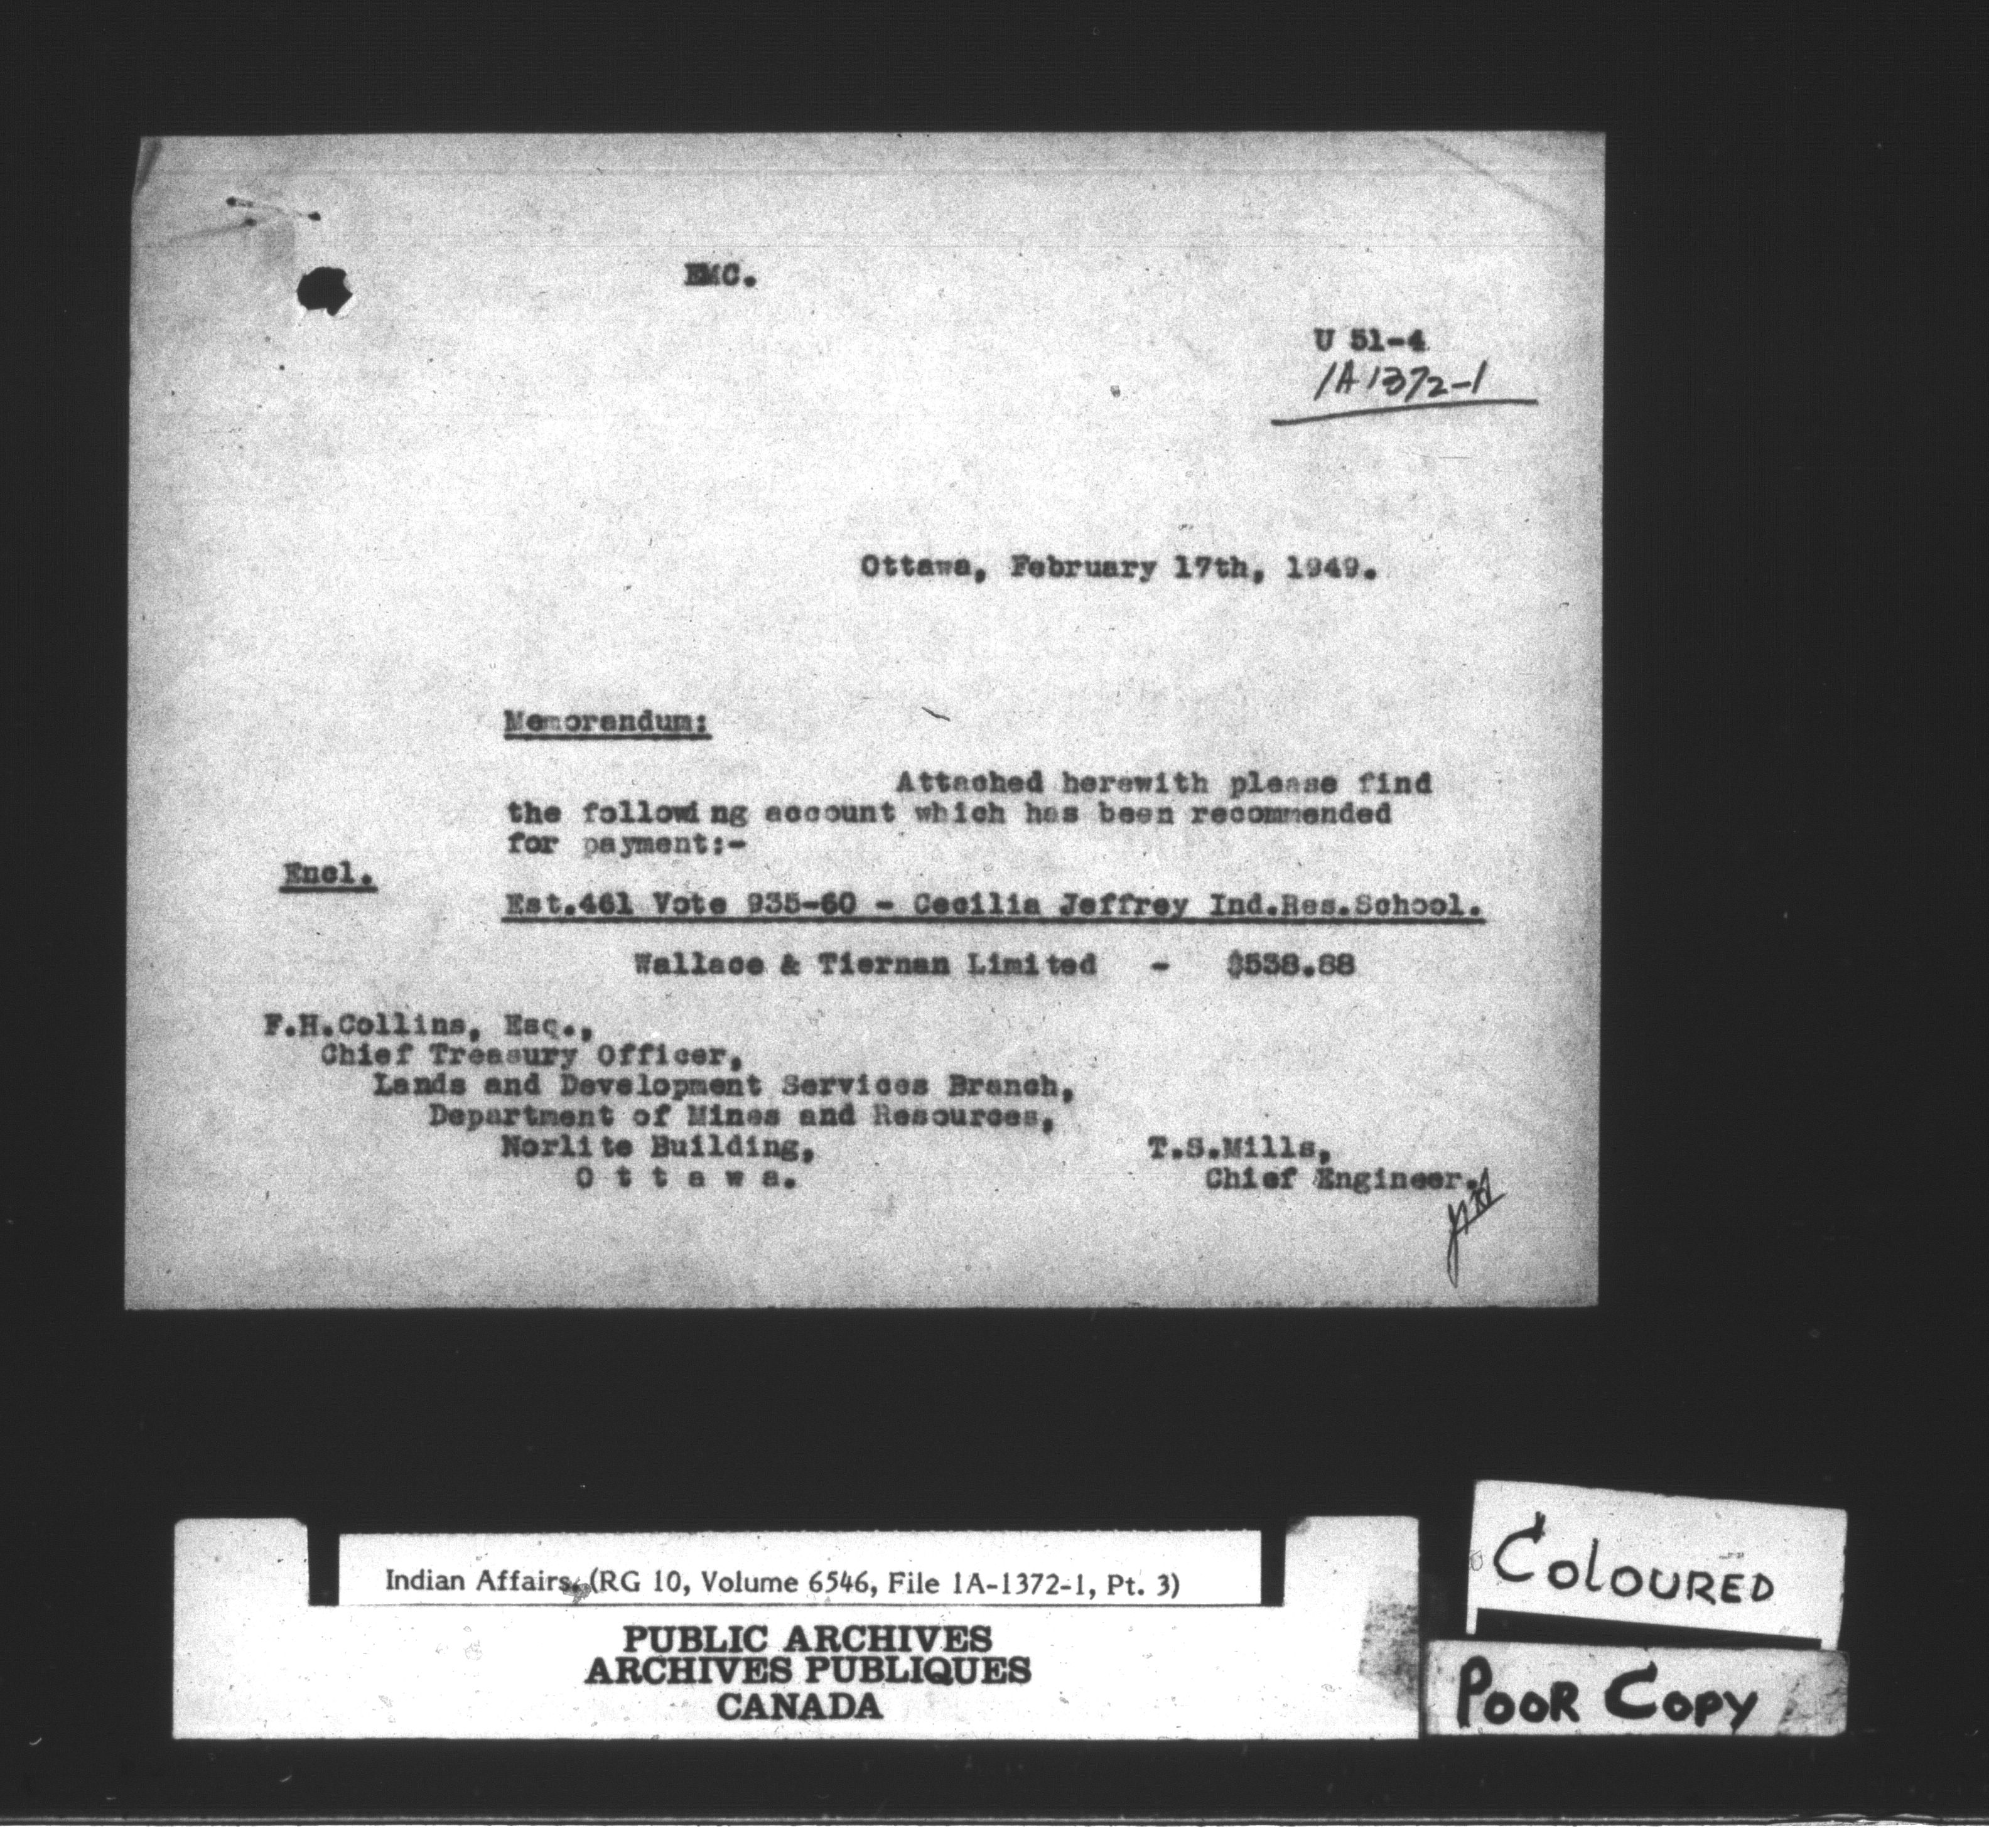 EMC.
U 51-4
1A 1372-1
Ottawa, February 17th, 1949.
Memorandum:
Attached herewith please find
the following account which has been recommended
for payment:-
Encl.
Est.461 Vote 935-60 - Cecilia Jeffrey Ind.Res.School.
Wallace & Tiernan Limited - $538.88
F.H.Collins, Esq.,
Chief Treasury Officer,
Lands and Development Services Branch,
Department of Mines and Resources,
Norlite Building,
O t t a w a.
T.S.Mills,
Chief Engineer.
Indian Affairs. (RG 10, Volume 6546, File 1A-1372-1, Pt. 3)
PUBLIC ARCHIVES
ARCHIVES PUBLIQUES
CANADA
COLOURED
POOR COPY